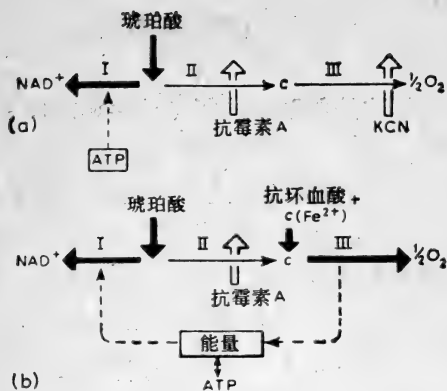 琥珀酸
I II III
NAD⁺ c ½O₂
抗霉素A KCN
(a)
ATP
抗坏血酸+
琥珀酸 c(Fe²⁺)
I II III
NAD⁺ c ½O₂
抗霉素A
能量
(b) ATP